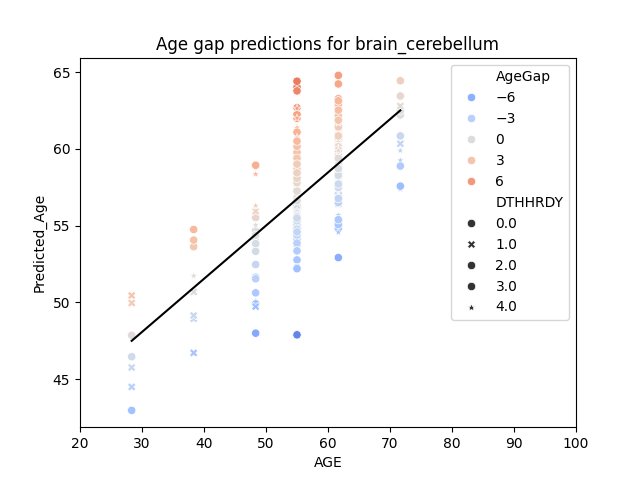 Age gap predictions for brain_cerebellum
Predicted_Age
65
60
55
50
45
20 30 40 50 60 70 80 90 100
AGE
AgeGap
−6
−3
0
3
6
DTHHRDY
0.0
1.0
2.0
3.0
4.0